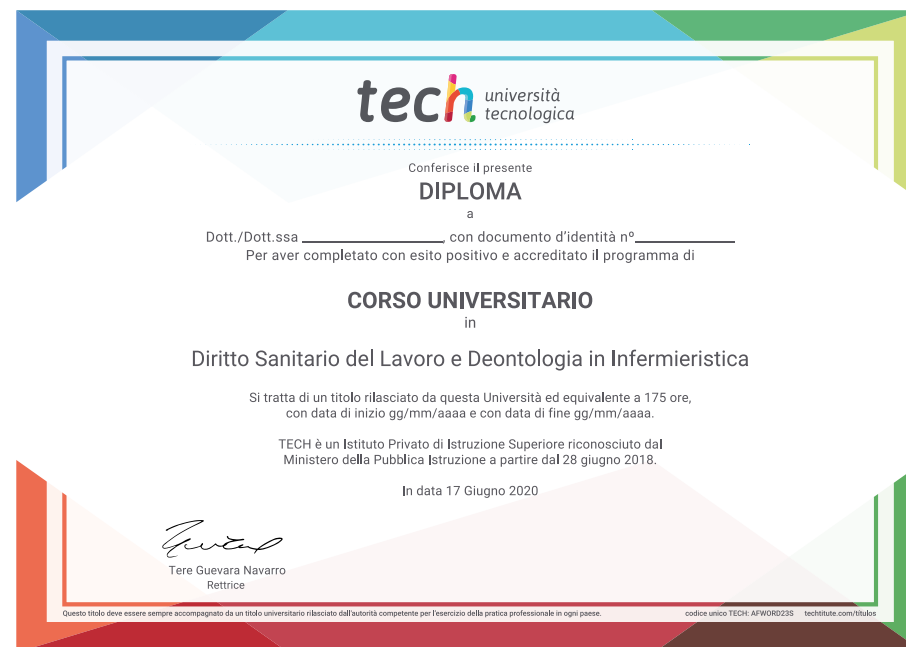 tech università
tecnologica
Conferisce il presente
DIPLOMA
a
Dott./Dott.ssa ____________, con documento d'identità nº____________
Per aver completato con esito positivo e accreditato il programma di
CORSO UNIVERSITARIO
in
Diritto Sanitario del Lavoro e Deontologia in Infermieristica
Si tratta di un titolo rilasciato da questa Università ed equivalente a 175 ore,
con data di inizio gg/mm/aaaa e con data di fine gg/mm/aaaa.
TECH è un Istituto Privato di Istruzione Superiore riconosciuto dal
Ministero della Pubblica Istruzione a partire dal 28 giugno 2018.
In data 17 Giugno 2020
Tere Guevara Navarro
Rettrice
Questo titolo deve essere sempre accompagnato da un titolo universitario rilasciato dall'autorità competente per l'esercizio della pratica professionale in ogni paese. codice unico TECH: AFWORD23S techtitute.com/títulos